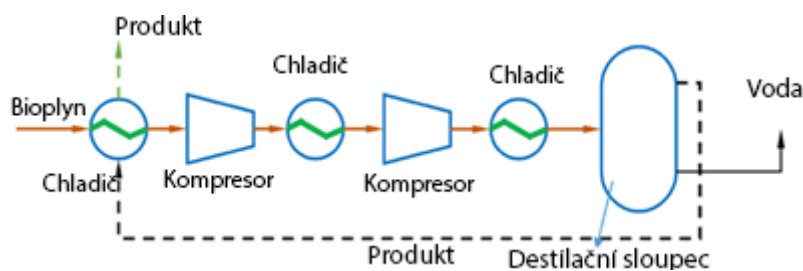 Produkt
Chladič
Chladič
Bioplyn
Voda
Chladič
Kompresor
Kompresor
Produkt
Destilační sloupec